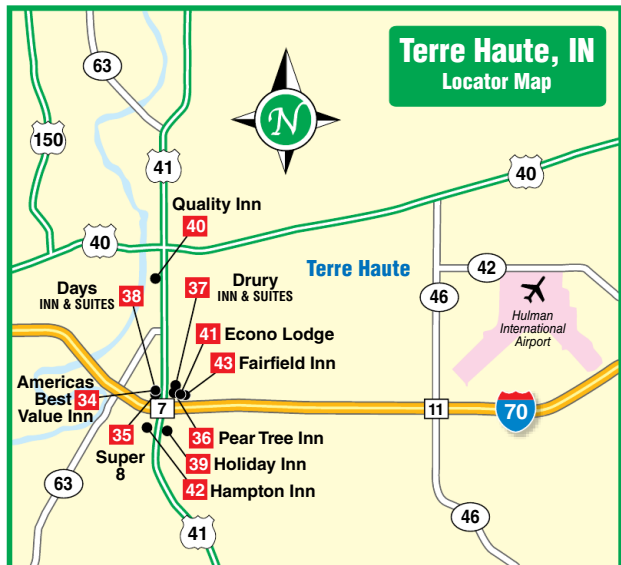 Terre Haute, IN
Locator Map
63
N
150
41
40
Quality Inn
40
40
Terre Haute
42
Days
INN & SUITES
38
37
Drury
INN & SUITES
46
Hulman
International
Airport
41 Econo Lodge
43 Fairfield Inn
Americas
Best 34
Value Inn
7
11
70
35
Super
8
36 Pear Tree Inn
39 Holiday Inn
42 Hampton Inn
63
46
41